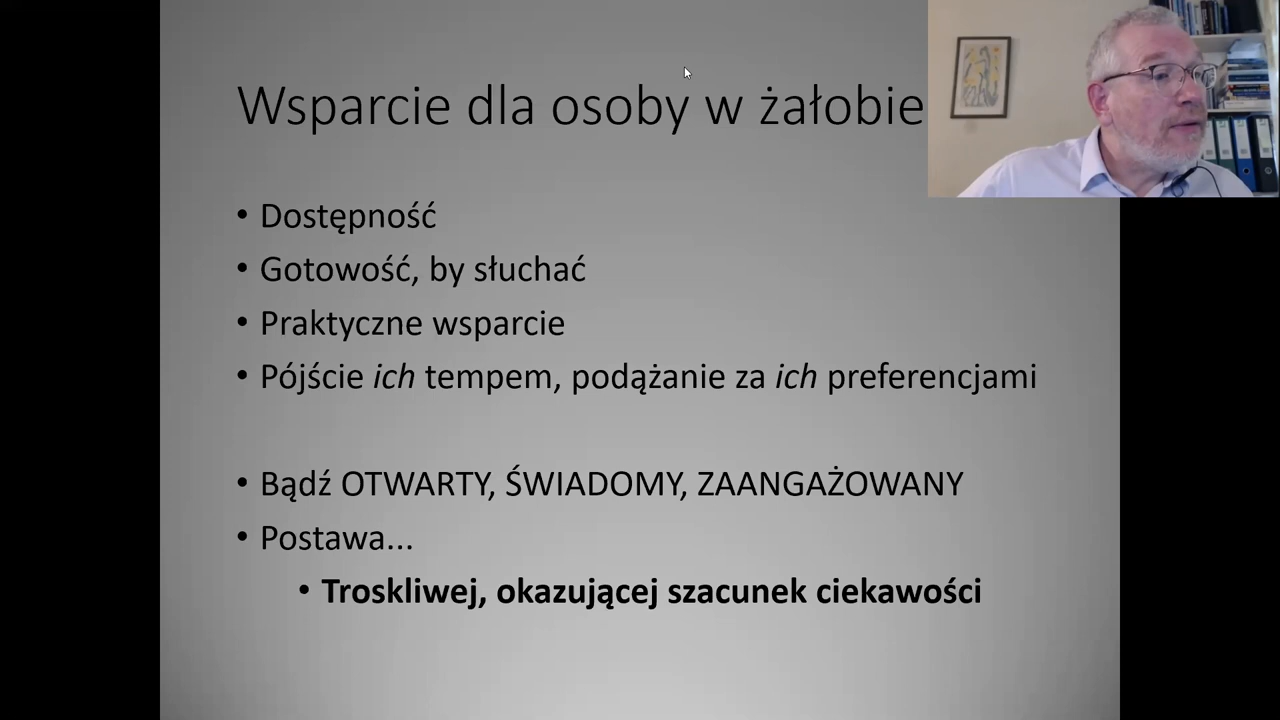 Wsparcie dla osoby w żałobie
• Dostępność
• Gotowość, by słuchać
• Praktyczne wsparcie
• Pójście ich tempem, podążanie za ich preferencjami
• Bądź OTWARTY, ŚWIADOMY, ZAANGAŻOWANY
• Postawa...
• Troskliwej, okazującej szacunek ciekawości